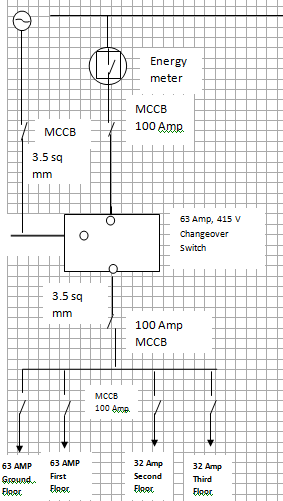 Energy
meter
MCCB
100 Amp
MCCB
3.5 sq
mm
63 Amp, 415 V
Changeover
Switch
3.5 sq
mm
100 Amp
MCCB
MCCB
100 Amp
63 AMP
Ground
Floor
63 AMP
First
Floor
32 Amp
Second
Floor
32 Amp
Third
Floor